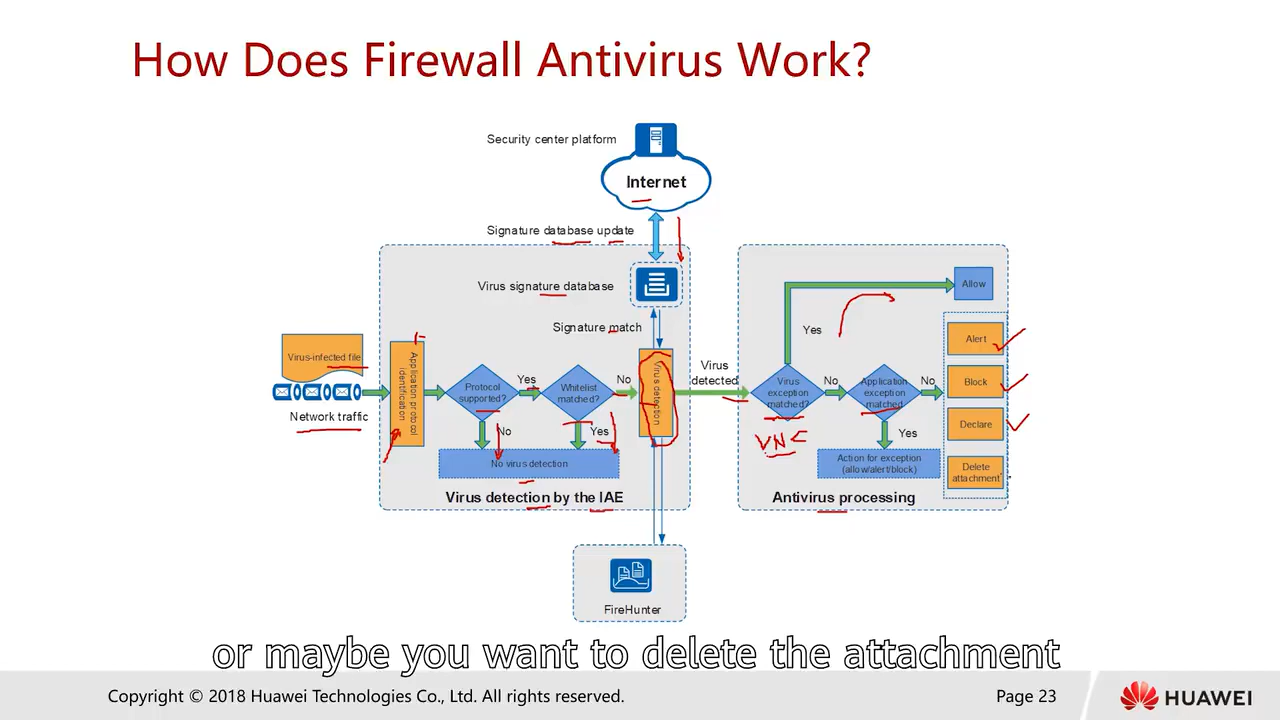 How Does Firewall Antivirus Work?
Security center platform
Internet
Signature database update
Virus signature database
Signature match
Virus-infected file
Network traffic
Application protocol
identification
Protocol
supported?
Yes
Whitelist
matched?
No
Virus detection
No
Yes
No virus detection
Virus detection by the IAE
FireHunter
Virus
detected
Virus
exception
matched?
Yes
No
Application
exception
matched
No
Yes
Action for exception
(allow/alert/block)
Allow
Alert
Block
Declare
Delete
attachment
VNC
Antivirus processing
or maybe you want to delete the attachment
Copyright © 2018 Huawei Technologies Co., Ltd. All rights reserved.
Page 23
HUAWEI